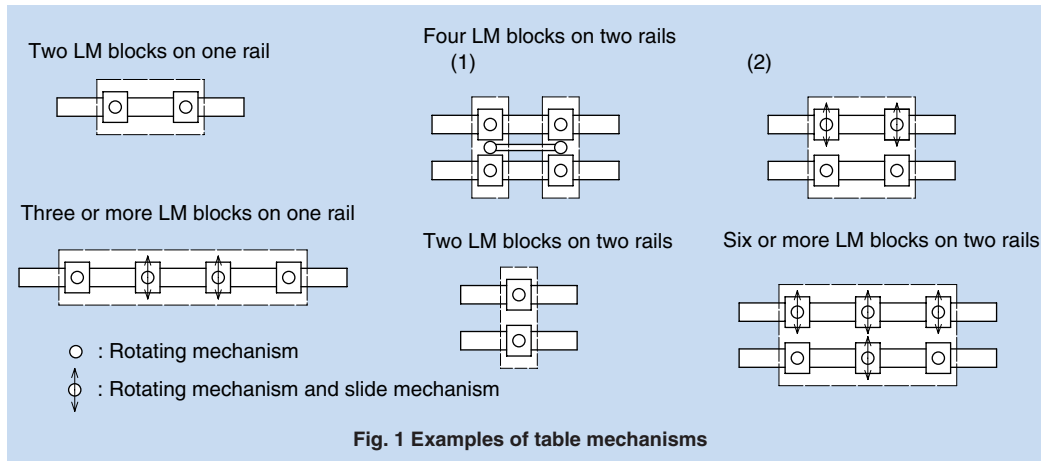 Two LM blocks on one rail
Four LM blocks on two rails
(1)
(2)
Three or more LM blocks on one rail
Two LM blocks on two rails
Six or more LM blocks on two rails
: Rotating mechanism
: Rotating mechanism and slide mechanism
Fig. 1 Examples of table mechanisms